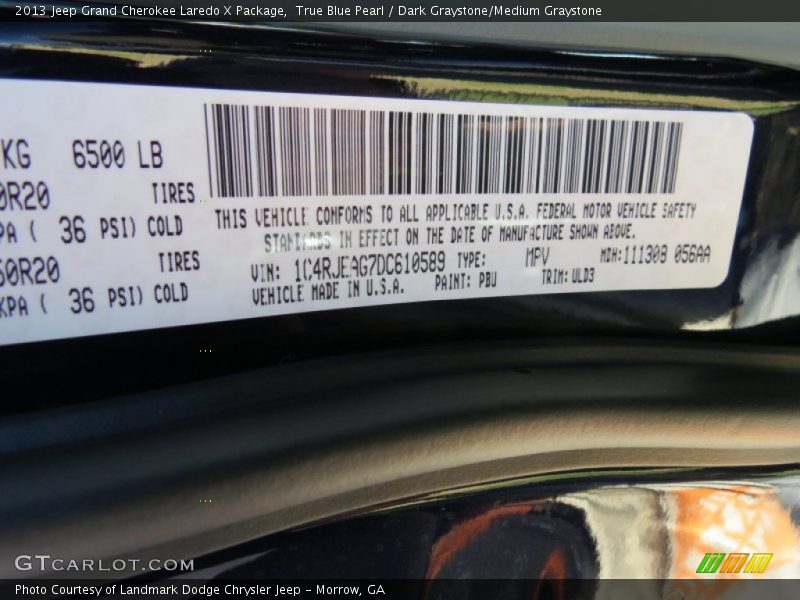 2013 Jeep Grand Cherokee Laredo X Package,  True Blue Pearl / Dark Graystone/Medium Graystone
KG 6500 LB
0R20 TIRES
PA ( 36 PSI) COLD
50R20 TIRES
KPA ( 36 PSI) COLD
THIS VEHICLE CONFORMS TO ALL APPLICABLE U.S.A. FEDERAL MOTOR VEHICLE SAFETY
STANDARDS IN EFFECT ON THE DATE OF MANUFACTURE SHOWN ABOVE.
VIN: 1C4RJEAG7DC610589 TYPE: MPV MDH:111308 056AA
VEHICLE MADE IN U.S.A. PAINT: PBU TRIM: ULD3
GTCARLOT.COM
Photo Courtesy of Landmark Dodge Chrysler Jeep - Morrow, GA